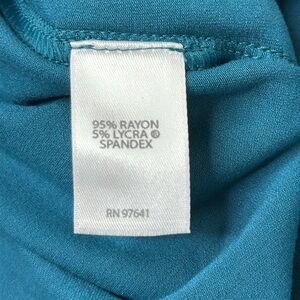 95% RAYON
5% LYCRA ®
SPANDEX
RN 97641